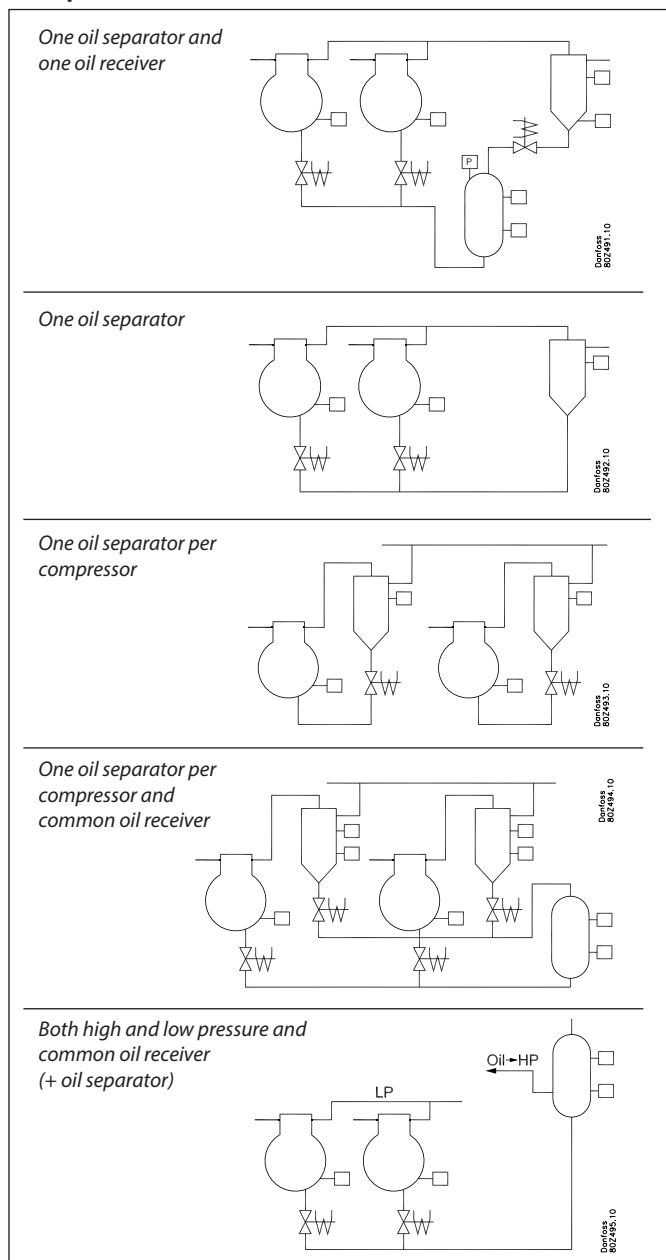 One oil separator and
one oil receiver
P
Danfoss
80Z491.10
One oil separator
Danfoss
80Z492.10
One oil separator per
compressor
Danfoss
80Z493.10
One oil separator per
compressor and
common oil receiver
Danfoss
80Z494.10
Both high and low pressure and
common oil receiver
(+ oil separator)
Oil→HP
LP
Danfoss
80Z495.10